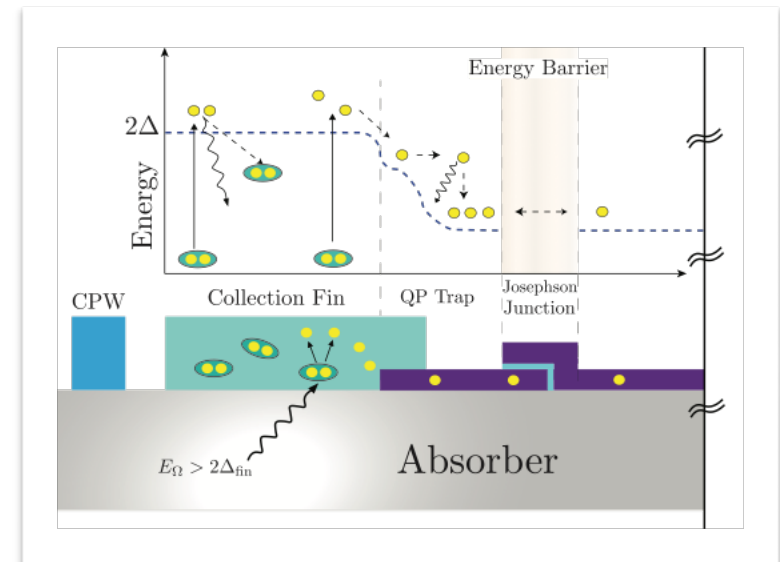 Energy Barrier
2Δ
Energy
CPW
Collection Fin
QP Trap
Josephson
Junction
E_Ω > 2Δ_fin
Absorber